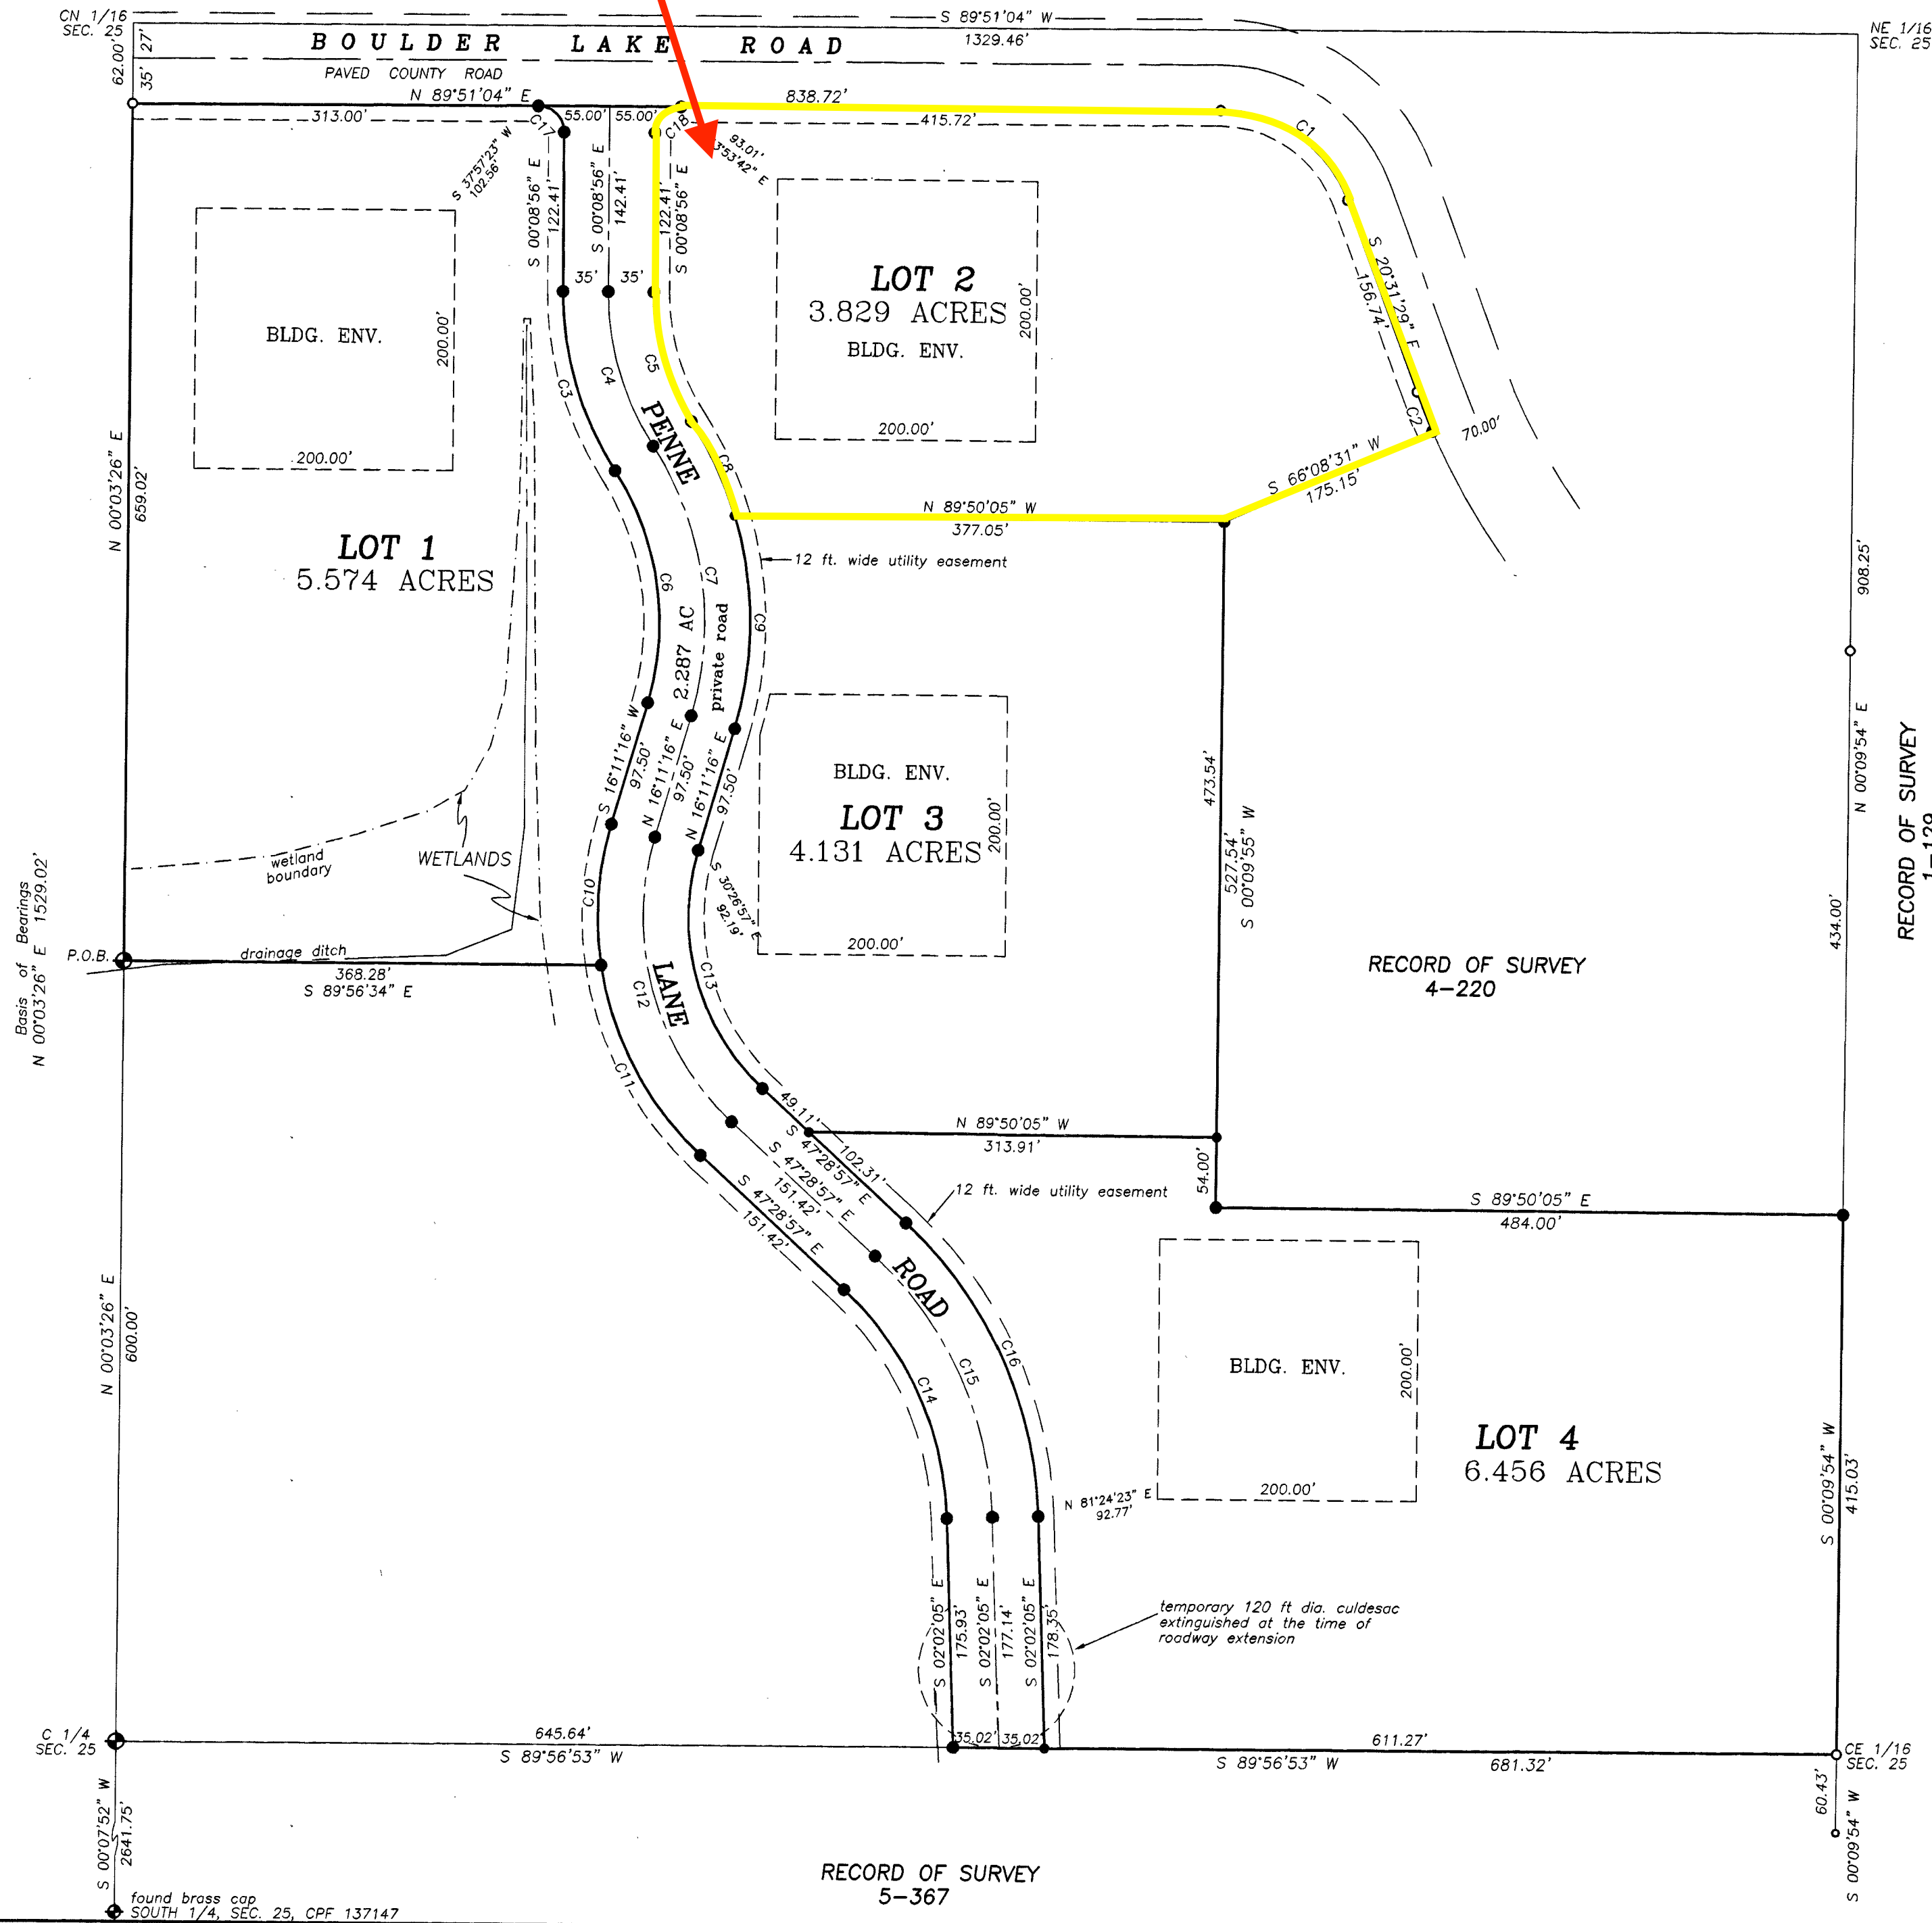 CN 1/16
SEC. 25
S 89°51'04" W
1329.46'
NE 1/16
SEC. 25
62.00'
27'
35'
BOULDER LAKE ROAD
PAVED COUNTY ROAD
N 89°51'04" E
838.72'
313.00'
55.00'
55.00'
415.72'
C17
C18
C1
S 37°57'23" W
102.56'
93.01'
3°53'42" E
S 00°08'56" E
122.41'
S 00°08'56" E
142.41'
122.41'
S 00°08'56" E
35'
35'
LOT 2
3.829 ACRES
BLDG. ENV.
200.00'
200.00'
S 20°31'29" E
156.74'
C2
70.00'
BLDG. ENV.
200.00'
200.00'
C3
C4
C5
PENNE
C8
S 66°08'31" W
175.15'
N 89°50'05" W
377.05'
N 00°03'26" E
659.02'
LOT 1
5.574 ACRES
12 ft. wide utility easement
C6
C7
C9
2.287 AC
private road
908.25'
N 00°09'54" E
RECORD OF SURVEY
1-129
S 16°11'16" W
97.50'
N 16°11'16" E
97.50'
N 16°11'16" E
97.50'
BLDG. ENV.
LOT 3
4.131 ACRES
200.00'
200.00'
473.54'
527.54'
S 00°09'55" W
wetland
boundary
WETLANDS
C10
S 30°26'57" E
92.19'
434.00'
Basis of Bearings
N 00°03'26" E 1529.02'
P.O.B.
drainage ditch
368.28'
S 89°56'34" E
C12
LANE
C13
RECORD OF SURVEY
4-220
C11
49.11'
S 47°28'57" E
102.31'
N 89°50'05" W
313.91'
54.00'
S 47°28'57" E
151.42'
S 47°28'57" E
151.42'
12 ft. wide utility easement
S 89°50'05" E
484.00'
N 00°03'26" E
600.00'
ROAD
C14
C15
C16
BLDG. ENV.
200.00'
200.00'
LOT 4
6.456 ACRES
S 00°09'54" W
415.03'
N 81°24'23" E
92.77'
S 02°02'05" E
175.93'
S 02°02'05" E
177.14'
S 02°02'05" E
178.35'
temporary 120 ft dia. culdesac
extinguished at the time of
roadway extension
C 1/4
SEC. 25
645.64'
S 89°56'53" W
35.02'
35.02'
611.27'
S 89°56'53" W
681.32'
CE 1/16
SEC. 25
60.43'
S 00°09'54" W
S 00°07'52" W
2641.75'
RECORD OF SURVEY
5-367
found brass cap
SOUTH 1/4, SEC. 25, CPF 137147